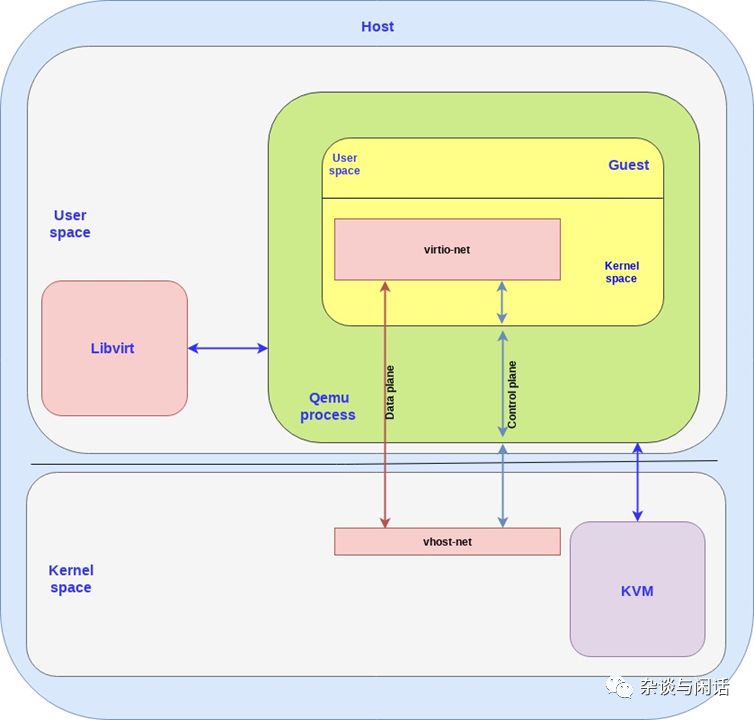 Host
User
space
Guest
User
space
virtio-net
Kernel
space
Libvirt
Qemu
process
Data plane
Control plane
vhost-net
Kernel
space
KVM
杂谈与闲话